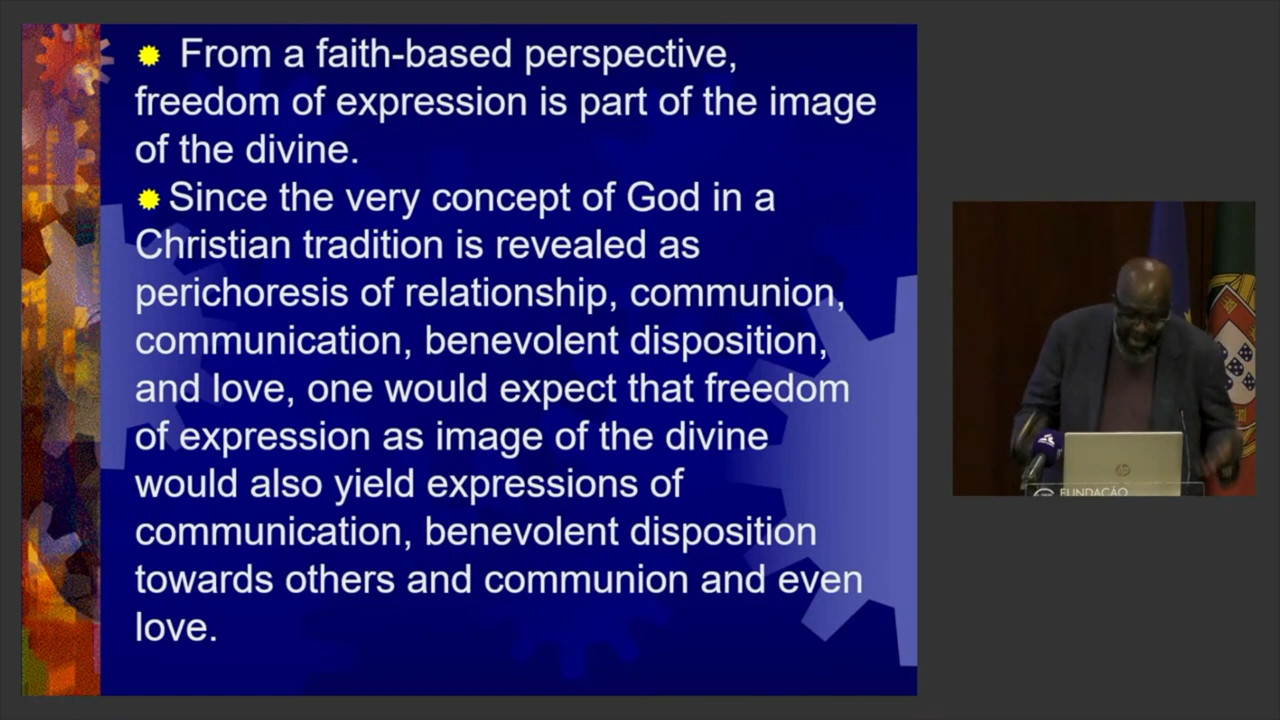 From a faith-based perspective,
freedom of expression is part of the image
of the divine.
Since the very concept of God in a
Christian tradition is revealed as
perichoresis of relationship, communion,
communication, benevolent disposition,
and love, one would expect that freedom
of expression as image of the divine
would also yield expressions of
communication, benevolent disposition
towards others and communion and even
love.
hp
FUNDAÇÃO